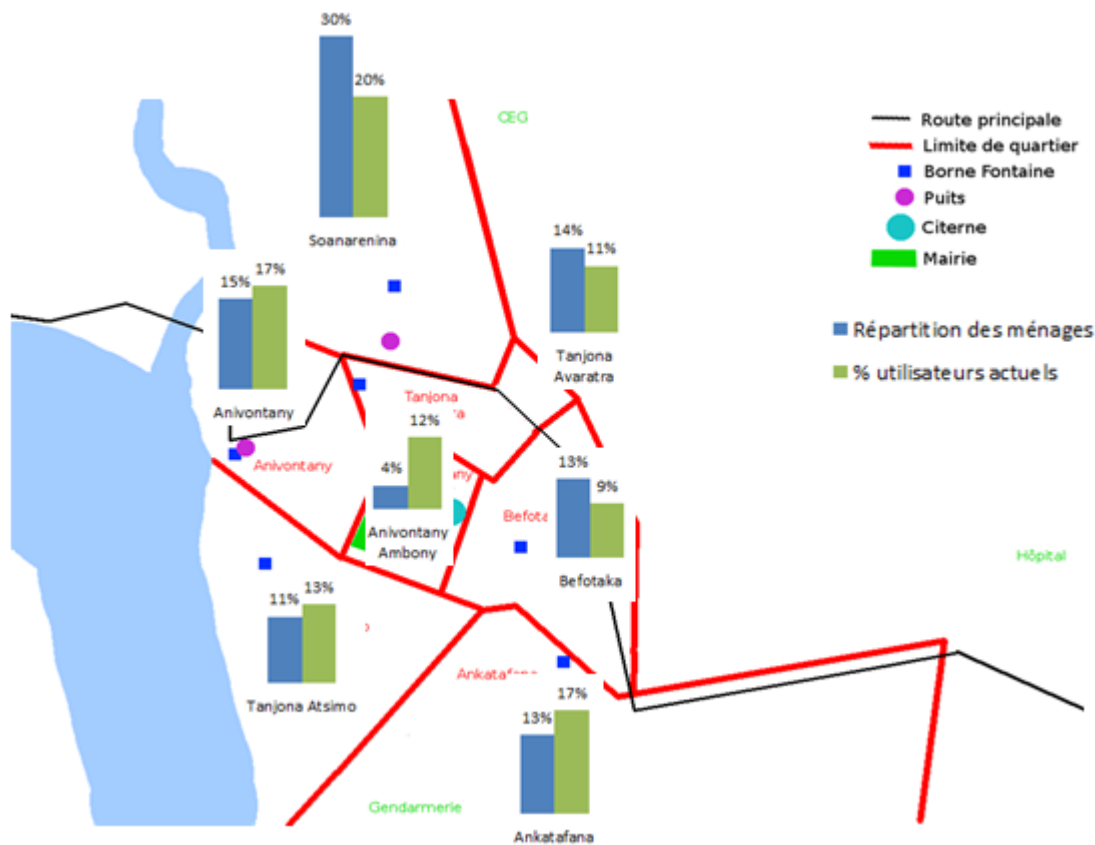 30%
20%
Soanarenina
CEG
Route principale
Limite de quartier
Borne Fontaine
Puits
Citerne
Mairie
Répartition des ménages
% utilisateurs actuels
14%
11%
Tanjona
Avaratra
15%
17%
Anivontany
Tanjona
Anivontany
4%
12%
Anivontany
Ambony
13%
9%
Befotaka
Hôpital
11%
13%
Tanjona Atsimo
13%
17%
Ankatafana
Gendarmerie